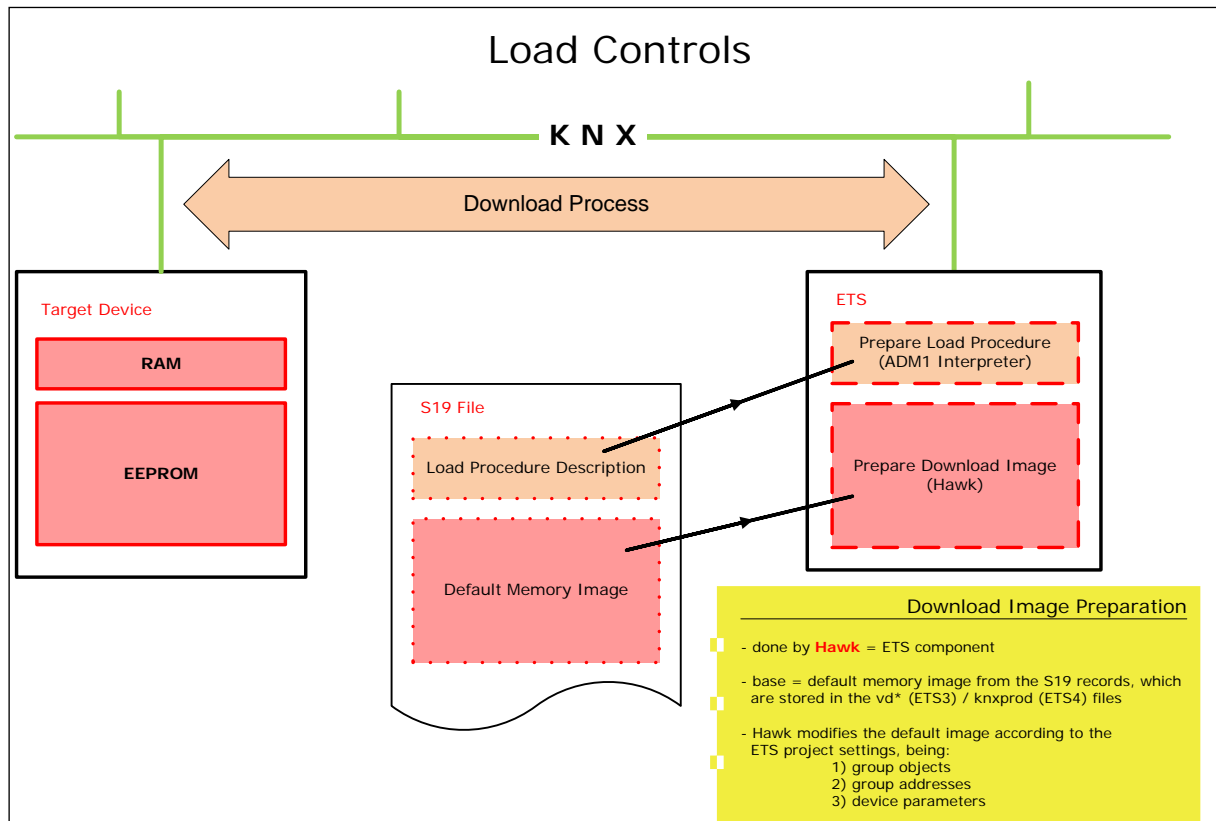 Load Controls
K N X
Download Process
Target Device
RAM
EEPROM
S19 File
Load Procedure Description
Default Memory Image
ETS
Prepare Load Procedure
(ADM1 Interpreter)
Prepare Download Image
(Hawk)
Download Image Preparation
- done by Hawk = ETS component
- base = default memory image from the S19 records, which
are stored in the vd* (ETS3) / knxprod (ETS4) files
- Hawk modifies the default image according to the
ETS project settings, being:
1) group objects
2) group addresses
3) device parameters